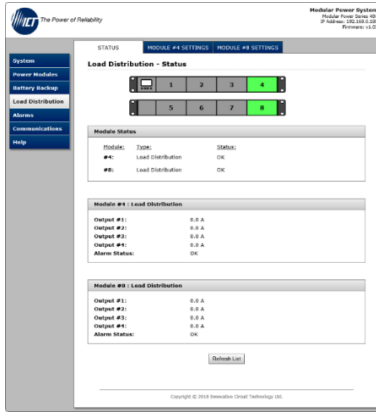 ICT The Power of Reliability
Modular Power System
Modular Power Series
Firmware: v1.0
STATUS MODULE #4 SETTINGS MODULE #8 SETTINGS
System
Power Modules
Battery Backup
Load Distribution
Alarms
Communications
Help
Load Distribution - Status
1 2 3 4
5 6 7 8
Module Status
Module: Type: Status:
#4: Load Distribution OK
#8: Load Distribution OK
Module #4 : Load Distribution
Output #1: 0.0 A
Output #2: 0.0 A
Output #3: 0.0 A
Output #4: 0.0 A
Alarm Status: OK
Module #8 : Load Distribution
Output #1: 0.0 A
Output #2: 0.0 A
Output #3: 0.0 A
Output #4: 0.0 A
Alarm Status: OK
Refresh List
Copyright © 2016 Innovative Circuit Technology Ltd.